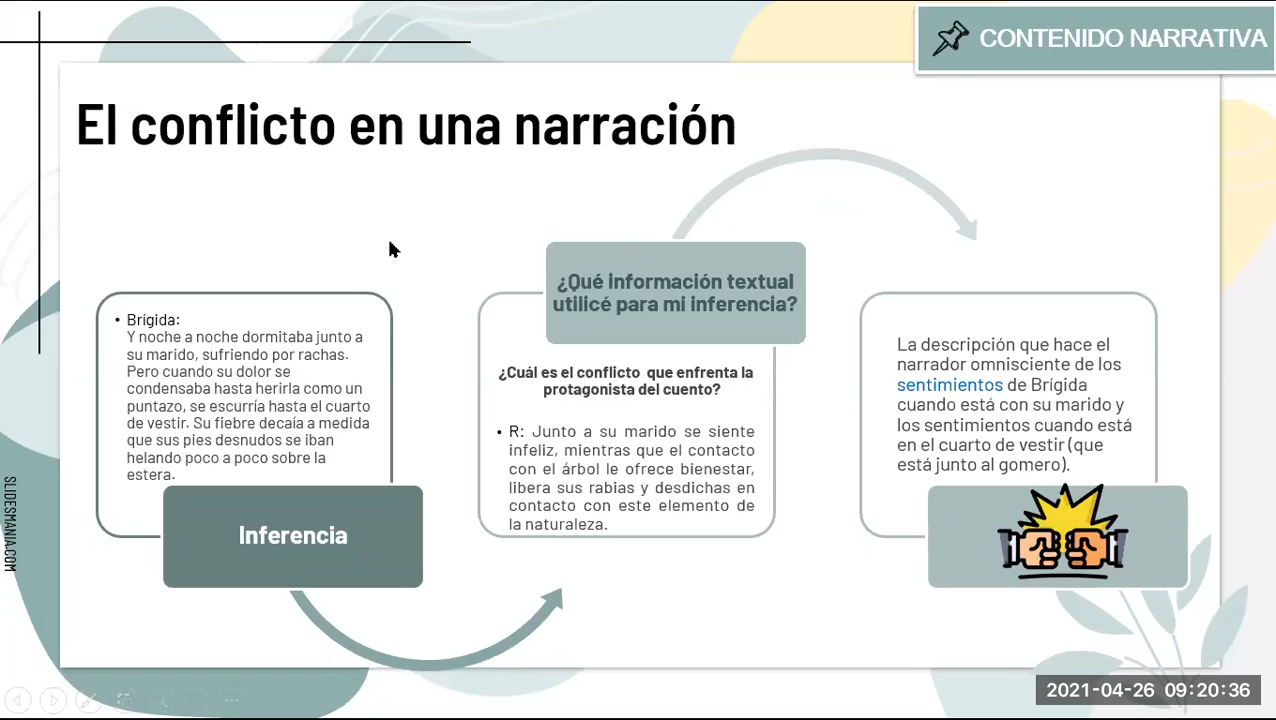 CONTENIDO NARRATIVA
El conflicto en una narración
• Brígida:
Y noche a noche dormitaba junto a
su marido, sufriendo por rachas.
Pero cuando su dolor se
condensaba hasta herirla como un
puntazo, se escurría hasta el cuarto
de vestir. Su fiebre decaía a medida
que sus pies desnudos se iban
helando poco a poco sobre la
estera.
Inferencia
¿Qué información textual
utilicé para mi inferencia?
¿Cuál es el conflicto que enfrenta la
protagonista del cuento?
• R: Junto a su marido se siente
infeliz, mientras que el contacto
con el árbol le ofrece bienestar,
libera sus rabias y desdichas en
contacto con este elemento de
la naturaleza.
La descripción que hace el
narrador omnisciente de los
sentimientos de Brígida
cuando está con su marido y
los sentimientos cuando está
en el cuarto de vestir (que
está junto al gomero).
SLIDESMANIA.COM
2021-04-26 09:20:36